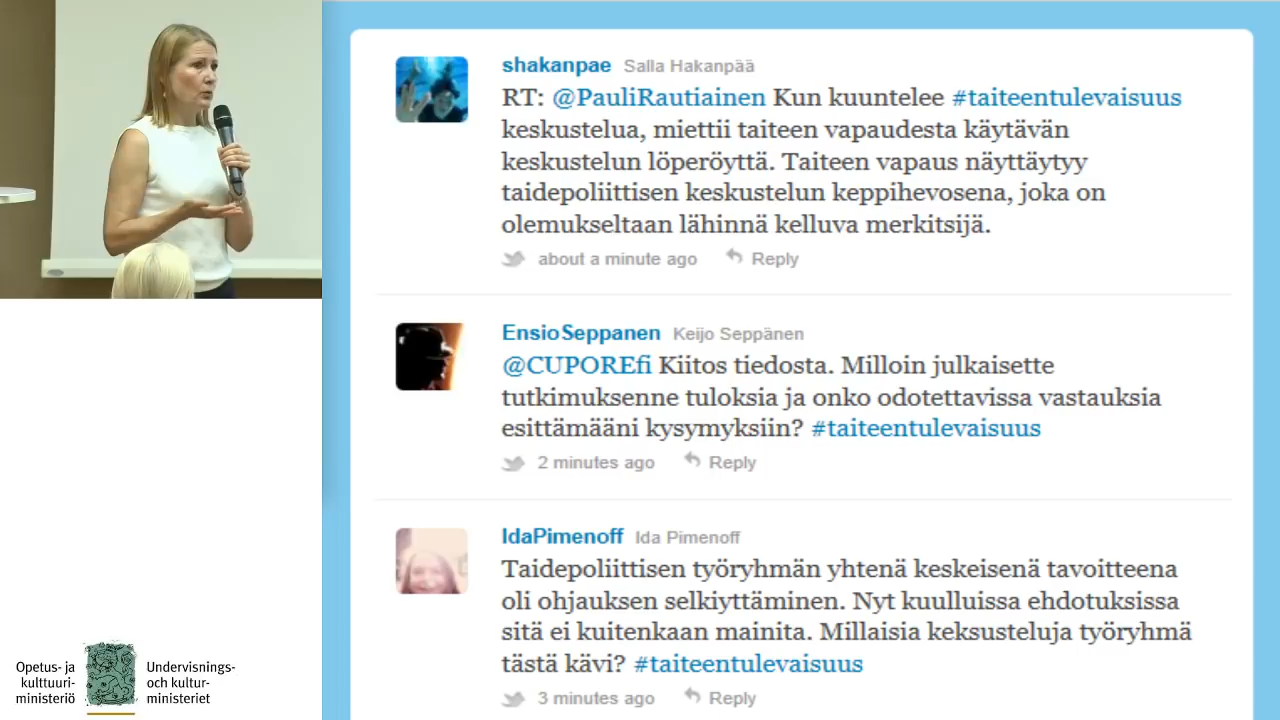 shakanpae Salla Hakanpää
RT: @PauliRautiainen Kun kuuntelee #taiteentulevaisuus
keskustelua, miettii taiteen vapaudesta käytävän
keskustelun löperöyttä. Taiteen vapaus näyttäytyy
taidepoliittisen keskustelun keppihevosena, joka on
olemukseltaan lähinnä kelluva merkitsijä.
about a minute ago Reply
EnsioSeppanen Keijo Seppänen
@CUPOREfi Kiitos tiedosta. Milloin julkaisette
tutkimuksenne tuloksia ja onko odotettavissa vastauksia
esittämääni kysymyksiin? #taiteentulevaisuus
2 minutes ago Reply
IdaPimenoff Ida Pimenoff
Taidepoliittisen työryhmän yhtenä keskeisenä tavoitteena
oli ohjauksen selkiyttäminen. Nyt kuulluissa ehdotuksissa
sitä ei kuitenkaan mainita. Millaisia keksusteluja työryhmä
tästä kävi? #taiteentulevaisuus
3 minutes ago Reply
Opetus- ja
kulttuuri-
ministeriö
Undervisnings-
och kultur-
ministeriet